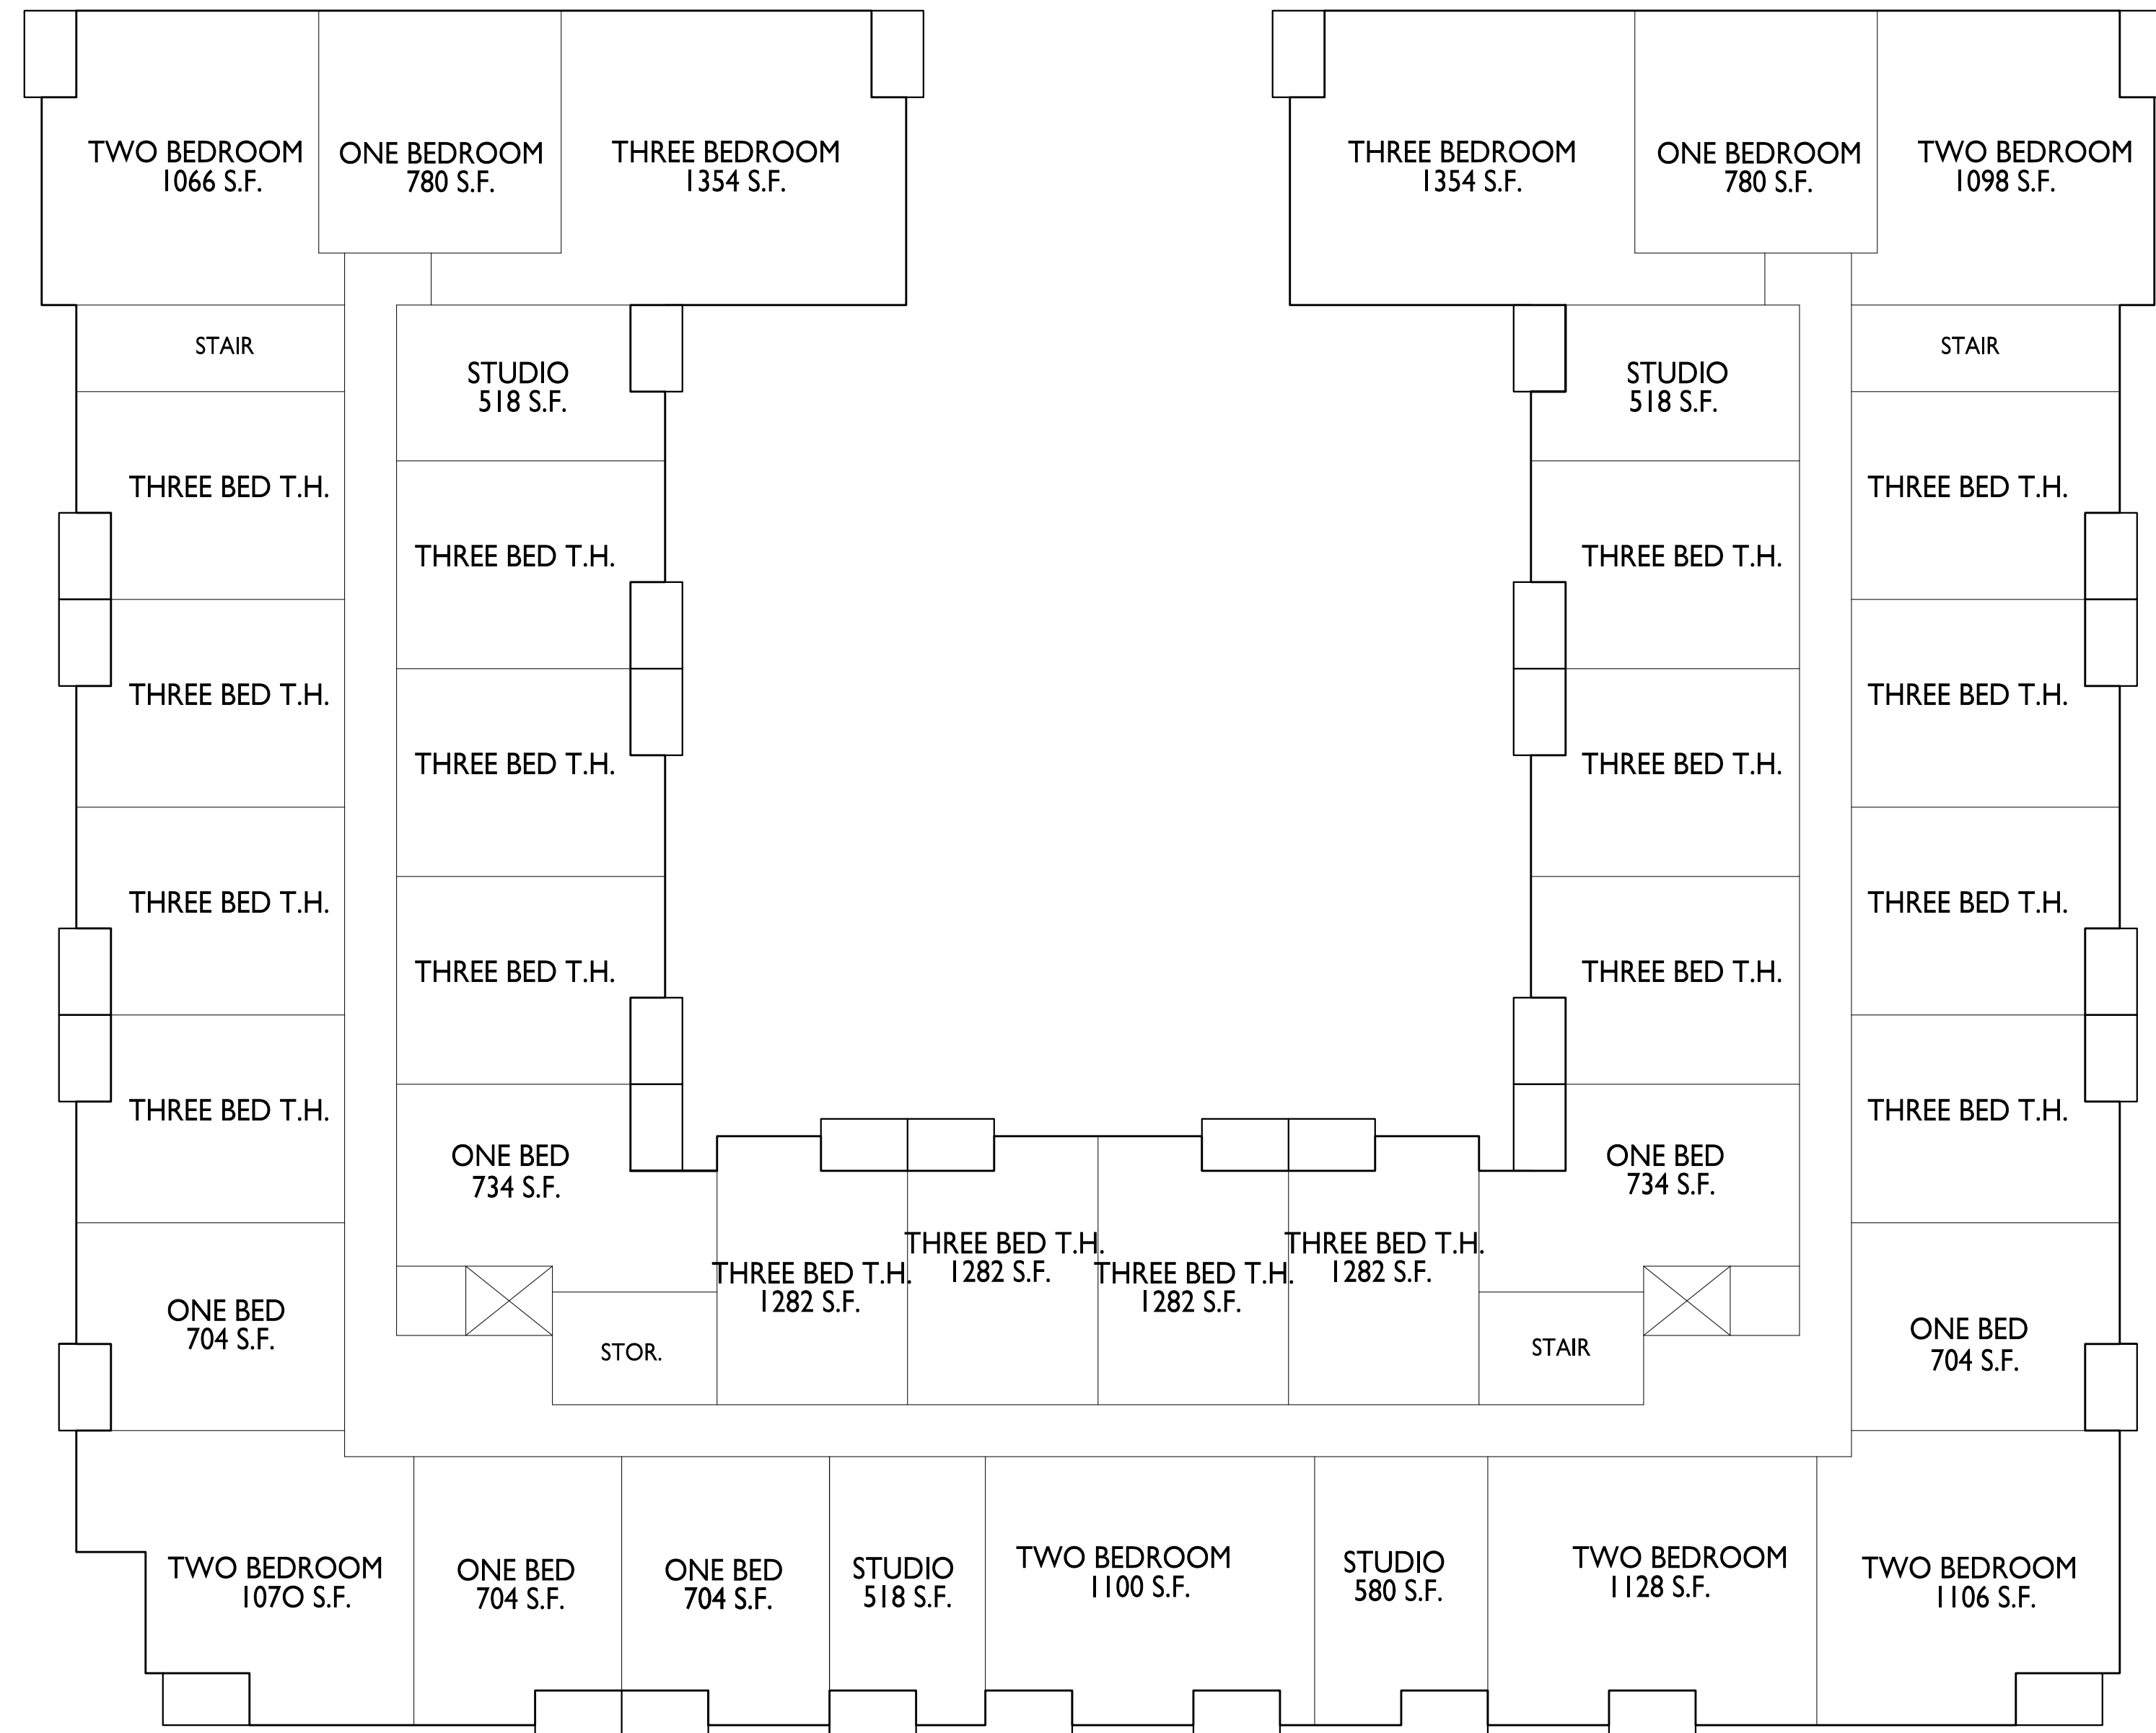 TWO BEDROOM
1066 S.F.
ONE BEDROOM
780 S.F.
THREE BEDROOM
1354 S.F.
THREE BEDROOM
1354 S.F.
ONE BEDROOM
780 S.F.
TWO BEDROOM
1098 S.F.
STAIR
STUDIO
518 S.F.
STUDIO
518 S.F.
STAIR
THREE BED T.H.
THREE BED T.H.
THREE BED T.H.
THREE BED T.H.
THREE BED T.H.
THREE BED T.H.
THREE BED T.H.
THREE BED T.H.
THREE BED T.H.
THREE BED T.H.
THREE BED T.H.
THREE BED T.H.
THREE BED T.H.
THREE BED T.H.
ONE BED
734 S.F.
ONE BED
734 S.F.
THREE BED T.H.
1282 S.F.
THREE BED T.H.
1282 S.F.
THREE BED T.H.
1282 S.F.
THREE BED T.H.
1282 S.F.
ONE BED
704 S.F.
STOR.
STAIR
ONE BED
704 S.F.
TWO BEDROOM
107O S.F.
ONE BED
704 S.F.
ONE BED
704 S.F.
STUDIO
518 S.F.
TWO BEDROOM
1100 S.F.
STUDIO
580 S.F.
TWO BEDROOM
1128 S.F.
TWO BEDROOM
1106 S.F.